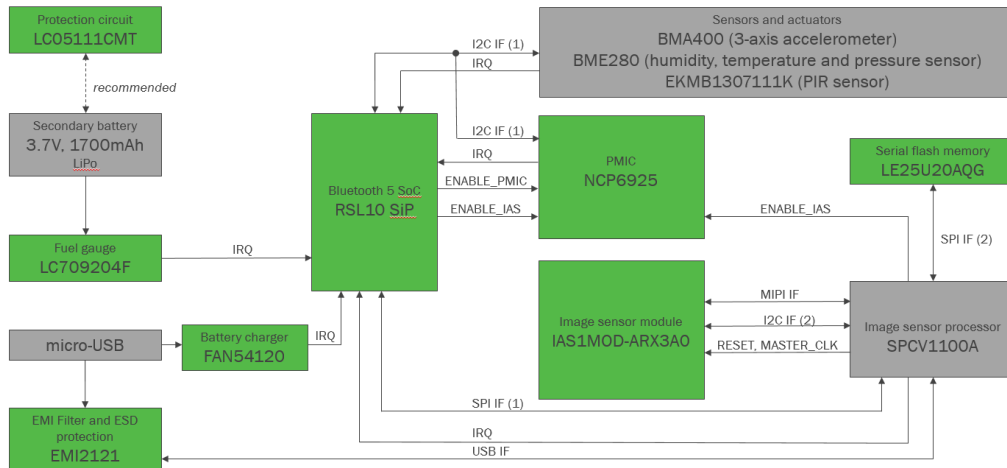 Protection circuit
LC05111CMT
recommended
Secondary battery
3.7V, 1700mAh
LiPo
Fuel gauge
LC709204F
IRQ
micro-USB
Battery charger
FAN54120
IRQ
EMI Filter and ESD
protection
EMI2121
Bluetooth 5 SoC
RSL10 SiP
I2C IF (1)
IRQ
Sensors and actuators
BMA400 (3-axis accelerometer)
BME280 (humidity, temperature and pressure sensor)
EKMB1307111K (PIR sensor)
I2C IF (1)
IRQ
ENABLE_PMIC
ENABLE_IAS
PMIC
NCP6925
ENABLE_IAS
Serial flash memory
LE25U20AQG
SPI IF (2)
Image sensor module
IAS1MOD-ARX3A0
MIPI IF
I2C IF (2)
RESET, MASTER_CLK
Image sensor processor
SPCV1100A
SPI IF (1)
IRQ
USB IF